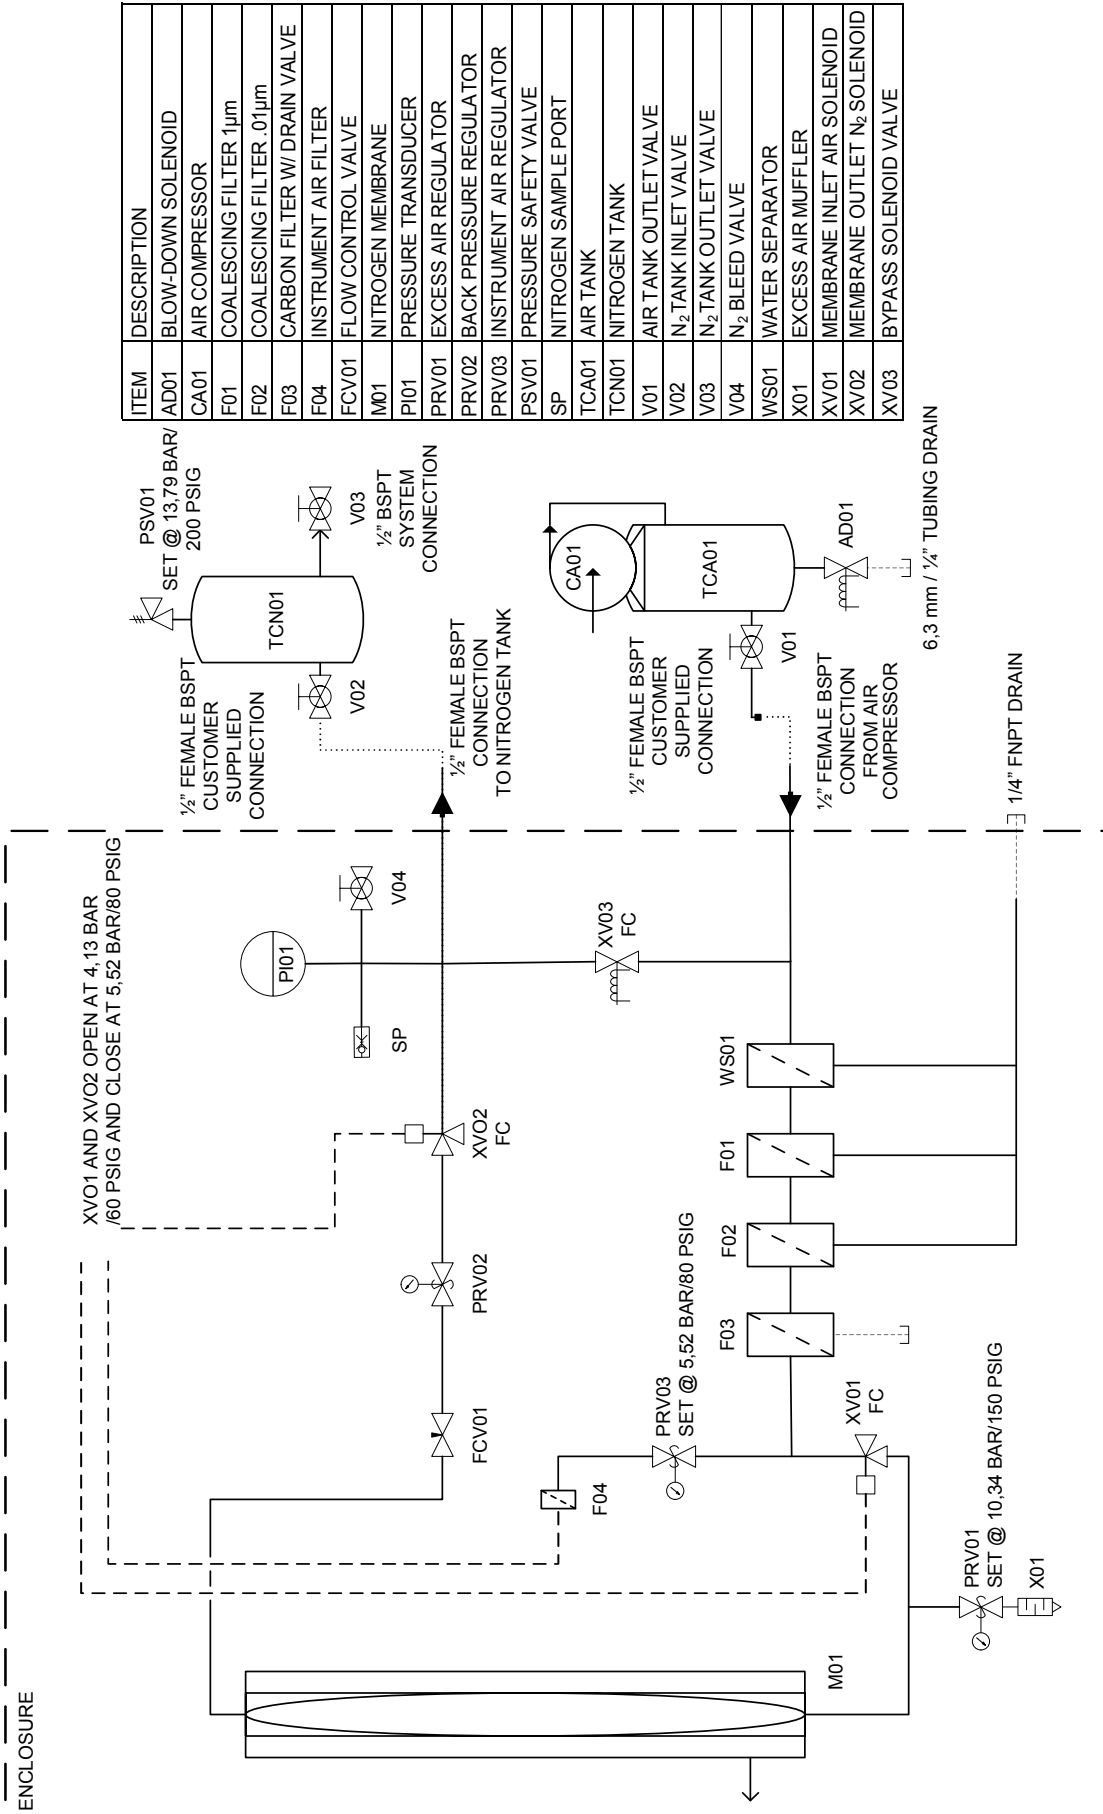 ENCLOSURE
XVO1 AND XVO2 OPEN AT 4,13 BAR
/60 PSIG AND CLOSE AT 5,52 BAR/80 PSIG
PI01
SP
V04
XVO2
FC
PRV02
FCV01
F04
PRV03
SET @ 5,52 BAR/80 PSIG
XV03
FC
WS01
F01
F02
F03
XV01
FC
M01
PRV01
SET @ 10,34 BAR/150 PSIG
X01
1/4" FNPT DRAIN
PSV01
SET @ 13,79 BAR/
200 PSIG
TCN01
½" FEMALE BSPT
CUSTOMER
SUPPLIED
CONNECTION
V02
V03
½" BSPT
SYSTEM
CONNECTION
½" FEMALE BSPT
CONNECTION
TO NITROGEN TANK
CA01
TCA01
½" FEMALE BSPT
CUSTOMER
SUPPLIED
CONNECTION
V01
AD01
½" FEMALE BSPT
CONNECTION
FROM AIR
COMPRESSOR
6,3 mm / ¼" TUBING DRAIN
ITEM DESCRIPTION
AD01 BLOW-DOWN SOLENOID
CA01 AIR COMPRESSOR
F01 COALESCING FILTER 1µm
F02 COALESCING FILTER .01µm
F03 CARBON FILTER W/ DRAIN VALVE
F04 INSTRUMENT AIR FILTER
FCV01 FLOW CONTROL VALVE
M01 NITROGEN MEMBRANE
PI01 PRESSURE TRANSDUCER
PRV01 EXCESS AIR REGULATOR
PRV02 BACK PRESSURE REGULATOR
PRV03 INSTRUMENT AIR REGULATOR
PSV01 PRESSURE SAFETY VALVE
SP NITROGEN SAMPLE PORT
TCA01 AIR TANK
TCN01 NITROGEN TANK
V01 AIR TANK OUTLET VALVE
V02 N₂ TANK INLET VALVE
V03 N₂ TANK OUTLET VALVE
V04 N₂ BLEED VALVE
WS01 WATER SEPARATOR
X01 EXCESS AIR MUFFLER
XV01 MEMBRANE INLET AIR SOLENOID
XV02 MEMBRANE OUTLET N₂ SOLENOID
XV03 BYPASS SOLENOID VALVE